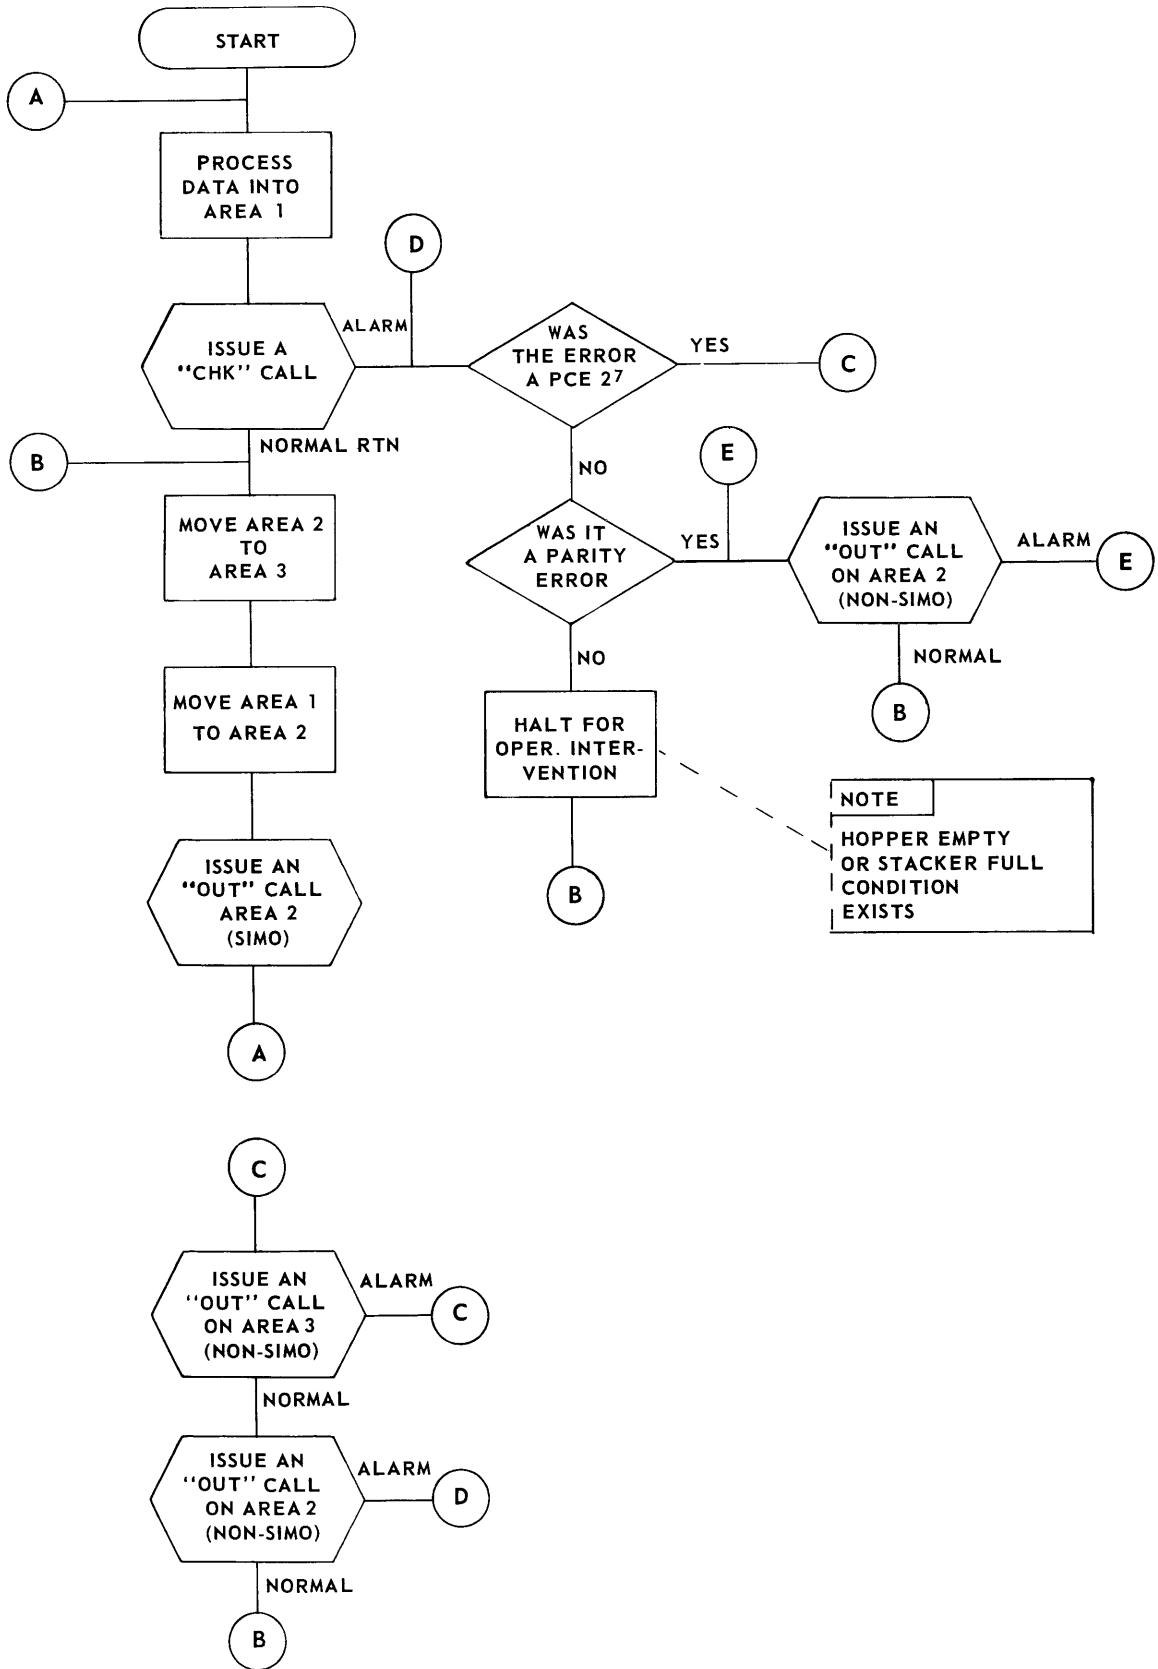 START
A
PROCESS
DATA INTO
AREA 1
D
ISSUE A
"CHK" CALL
ALARM
WAS
THE ERROR
A PCE 27
YES
C
NORMAL RTN
B
NO
E
MOVE AREA 2
TO
AREA 3
WAS IT
A PARITY
ERROR
YES
ISSUE AN
"OUT" CALL
ON AREA 2
(NON-SIMO)
ALARM
E
NO
NORMAL
B
MOVE AREA 1
TO AREA 2
HALT FOR
OPER. INTER-
VENTION
NOTE
HOPPER EMPTY
OR STACKER FULL
CONDITION
EXISTS
B
ISSUE AN
"OUT" CALL
AREA 2
(SIMO)
A
C
ISSUE AN
"OUT" CALL
ON AREA 3
(NON-SIMO)
ALARM
C
NORMAL
ISSUE AN
"OUT" CALL
ON AREA 2
(NON-SIMO)
ALARM
D
NORMAL
B